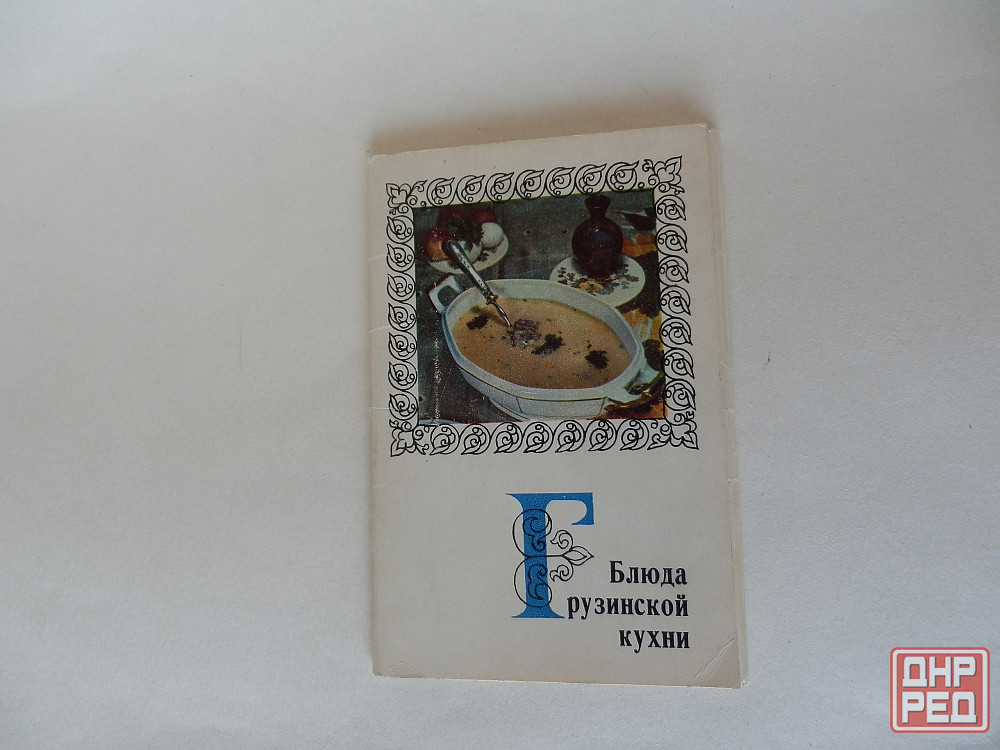 Блюда
Грузинской
кухни
ДНР
РЕД